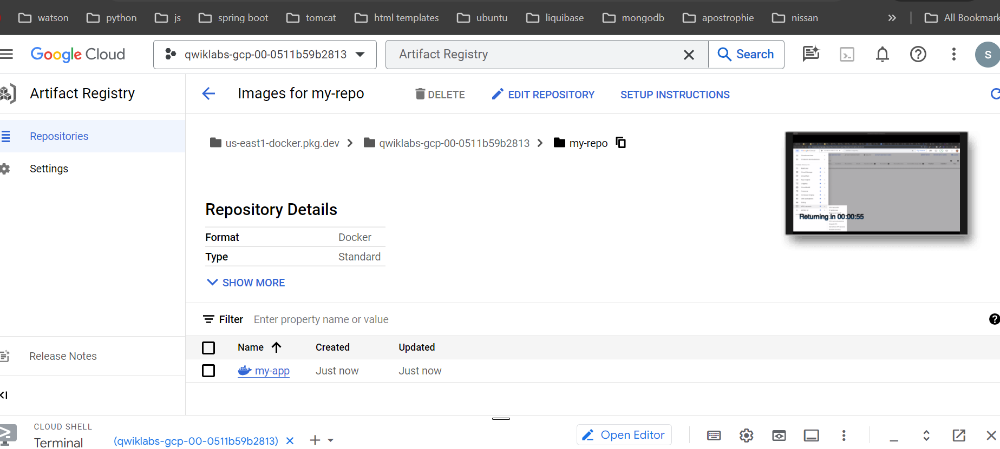 watson python js spring boot tomcat html templates ubuntu liquibase mongodb apostrophie nissan » All Bookmark
Google Cloud qwiklabs-gcp-00-0511b59b2813 Artifact Registry Search S
Artifact Registry
Images for my-repo DELETE EDIT REPOSITORY SETUP INSTRUCTIONS
Repositories
Settings
us-east1-docker.pkg.dev qwiklabs-gcp-00-0511b59b2813 my-repo
Returning in 00:00:55
Repository Details
Format Docker
Type Standard
SHOW MORE
Filter Enter property name or value
Name Created Updated
my-app Just now Just now
Release Notes
CLOUD SHELL
Terminal (qwiklabs-gcp-00-0511b59b2813) Open Editor